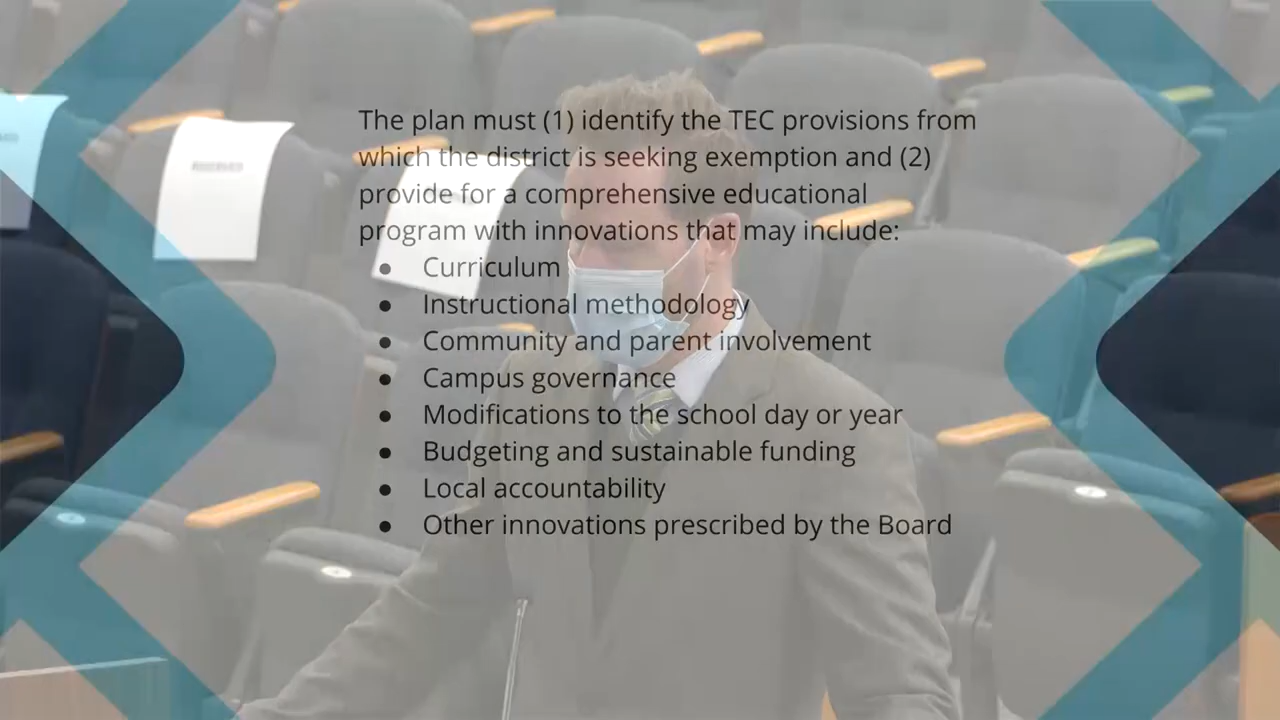 The plan must (1) identify the TEC provisions from
which the district is seeking exemption and (2)
provide for a comprehensive educational
program with innovations that may include:
● Curriculum
● Instructional methodology
● Community and parent involvement
● Campus governance
● Modifications to the school day or year
● Budgeting and sustainable funding
● Local accountability
● Other innovations prescribed by the Board
RESERVED